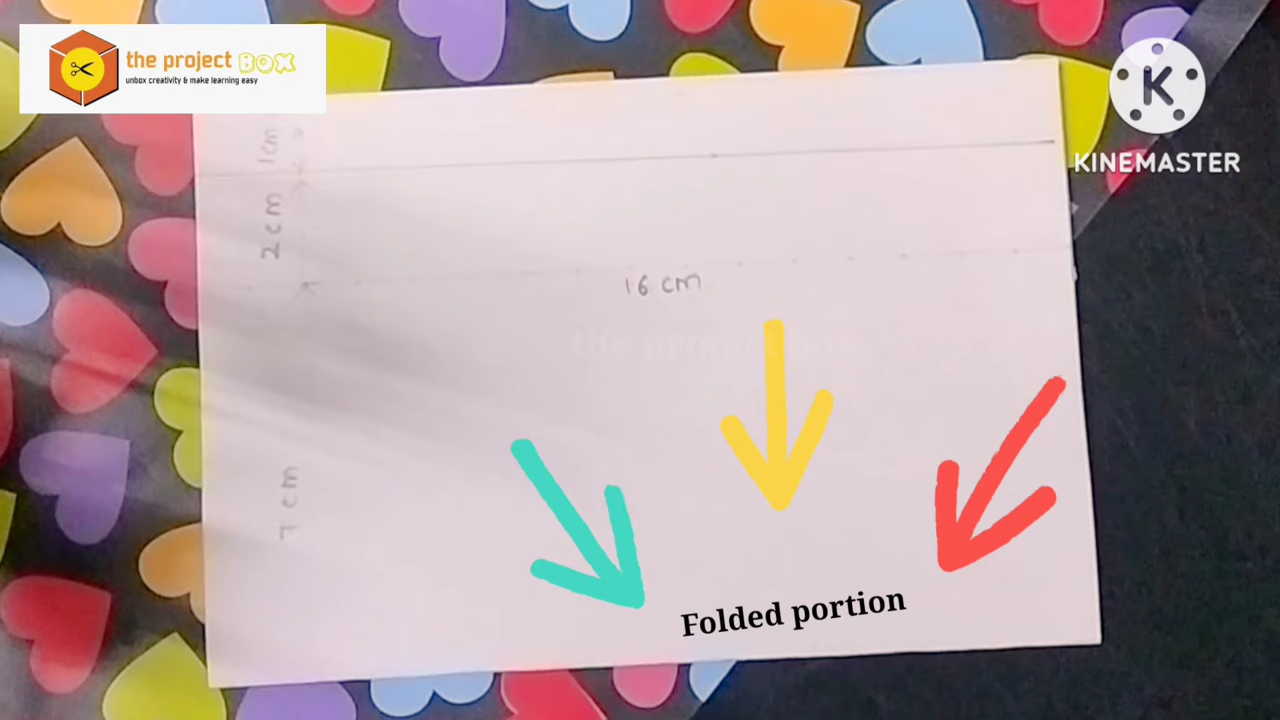 the project BOX
unbox creativity & make learning easy
K
KINEMASTER
1cm
2cm
16 cm
7 cm
Folded portion